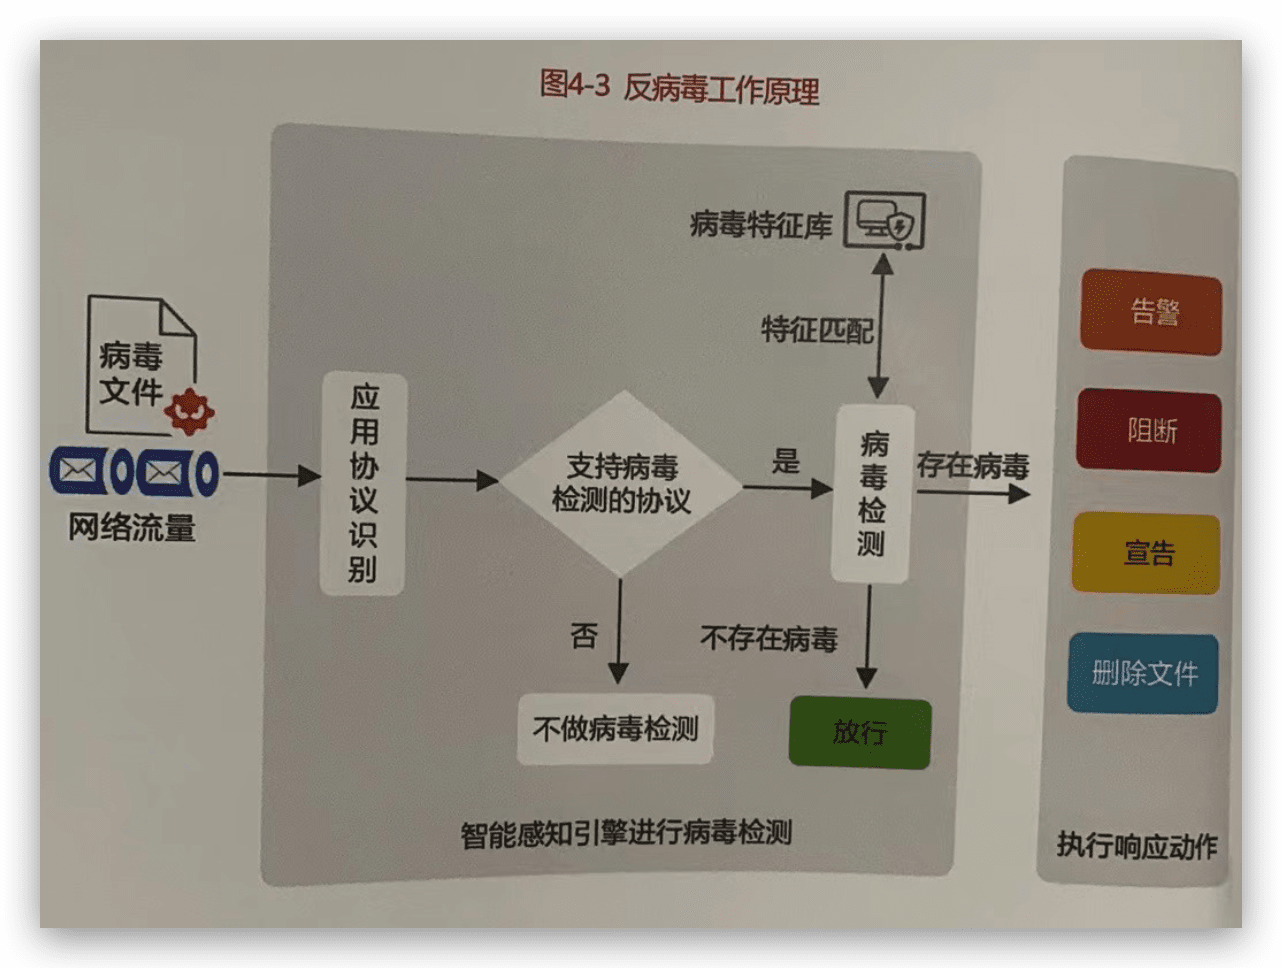 图4-3 反病毒工作原理
病毒特征库
特征匹配
病毒
文件
网络流量
应用协议识别
支持病毒
检测的协议
是
病毒检测
存在病毒
否
不存在病毒
不做病毒检测
放行
智能感知引擎进行病毒检测
告警
阻断
宣告
删除文件
执行响应动作